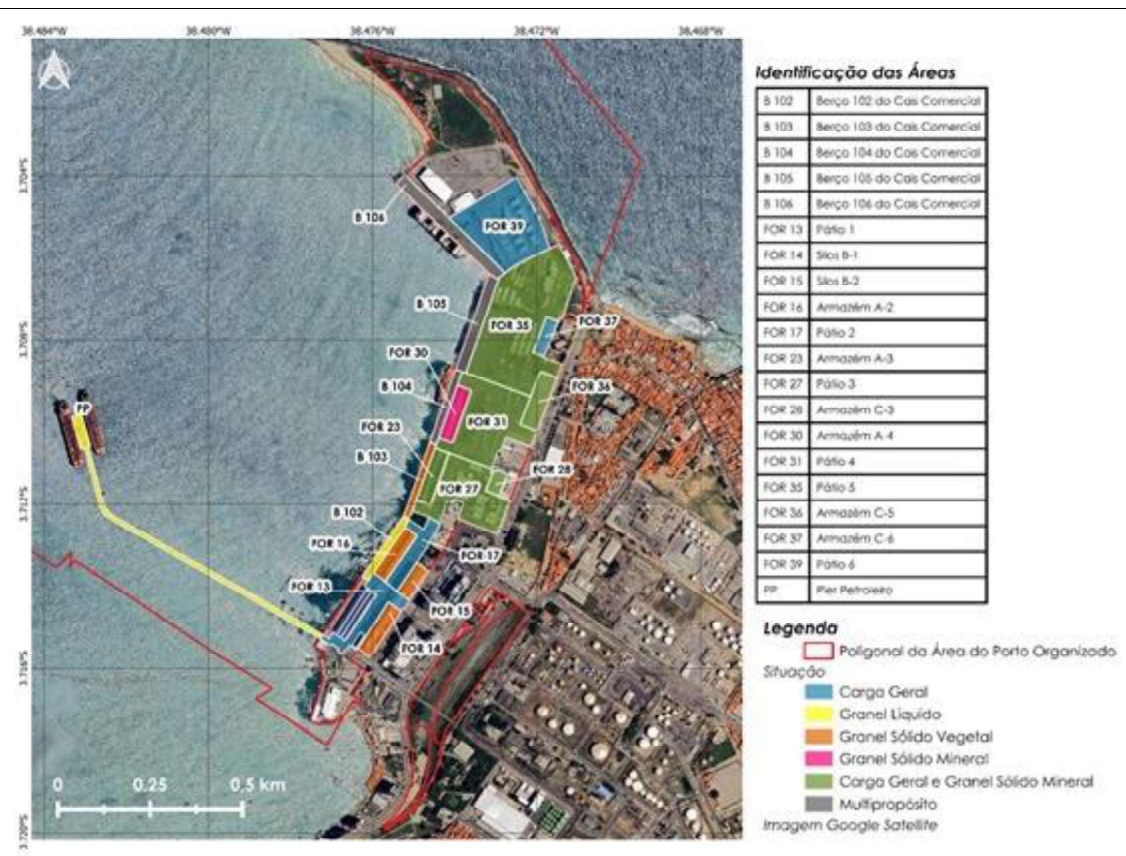 38.484°W 38.480°W 38.476°W 38.472°W 38.468°W
3.704°S
3.708°S
3.712°S
3.716°S
3.720°S
B 106
FOR 39
B 105
FOR 35
FOR 37
FOR 30
B 104
FOR 36
FOR 31
FOR 23
B 103
FOR 28
FOR 27
PP
B 102
FOR 16
FOR 17
FOR 13
FOR 15
FOR 14
0 0,25 0,5 km
Identificação das Áreas
B 102 Berço 102 do Cais Comercial
B 103 Berço 103 do Cais Comercial
B 104 Berço 104 do Cais Comercial
B 105 Berço 105 do Cais Comercial
B 106 Berço 106 do Cais Comercial
FOR 13 Pátio 1
FOR 14 Silos B-1
FOR 15 Silos B-2
FOR 16 Armazém A-2
FOR 17 Pátio 2
FOR 23 Armazém A-3
FOR 27 Pátio 3
FOR 28 Armazém C-3
FOR 30 Armazém A-4
FOR 31 Pátio 4
FOR 35 Pátio 5
FOR 36 Armazém C-5
FOR 37 Armazém C-6
FOR 39 Pátio 6
PP Pier Petroleiro
Legenda
Poligonal da Área do Porto Organizado
Situação
Carga Geral
Granel Líquido
Granel Sólido Vegetal
Granel Sólido Mineral
Carga Geral e Granel Sólido Mineral
Multipropósito
Imagem Google Satellite